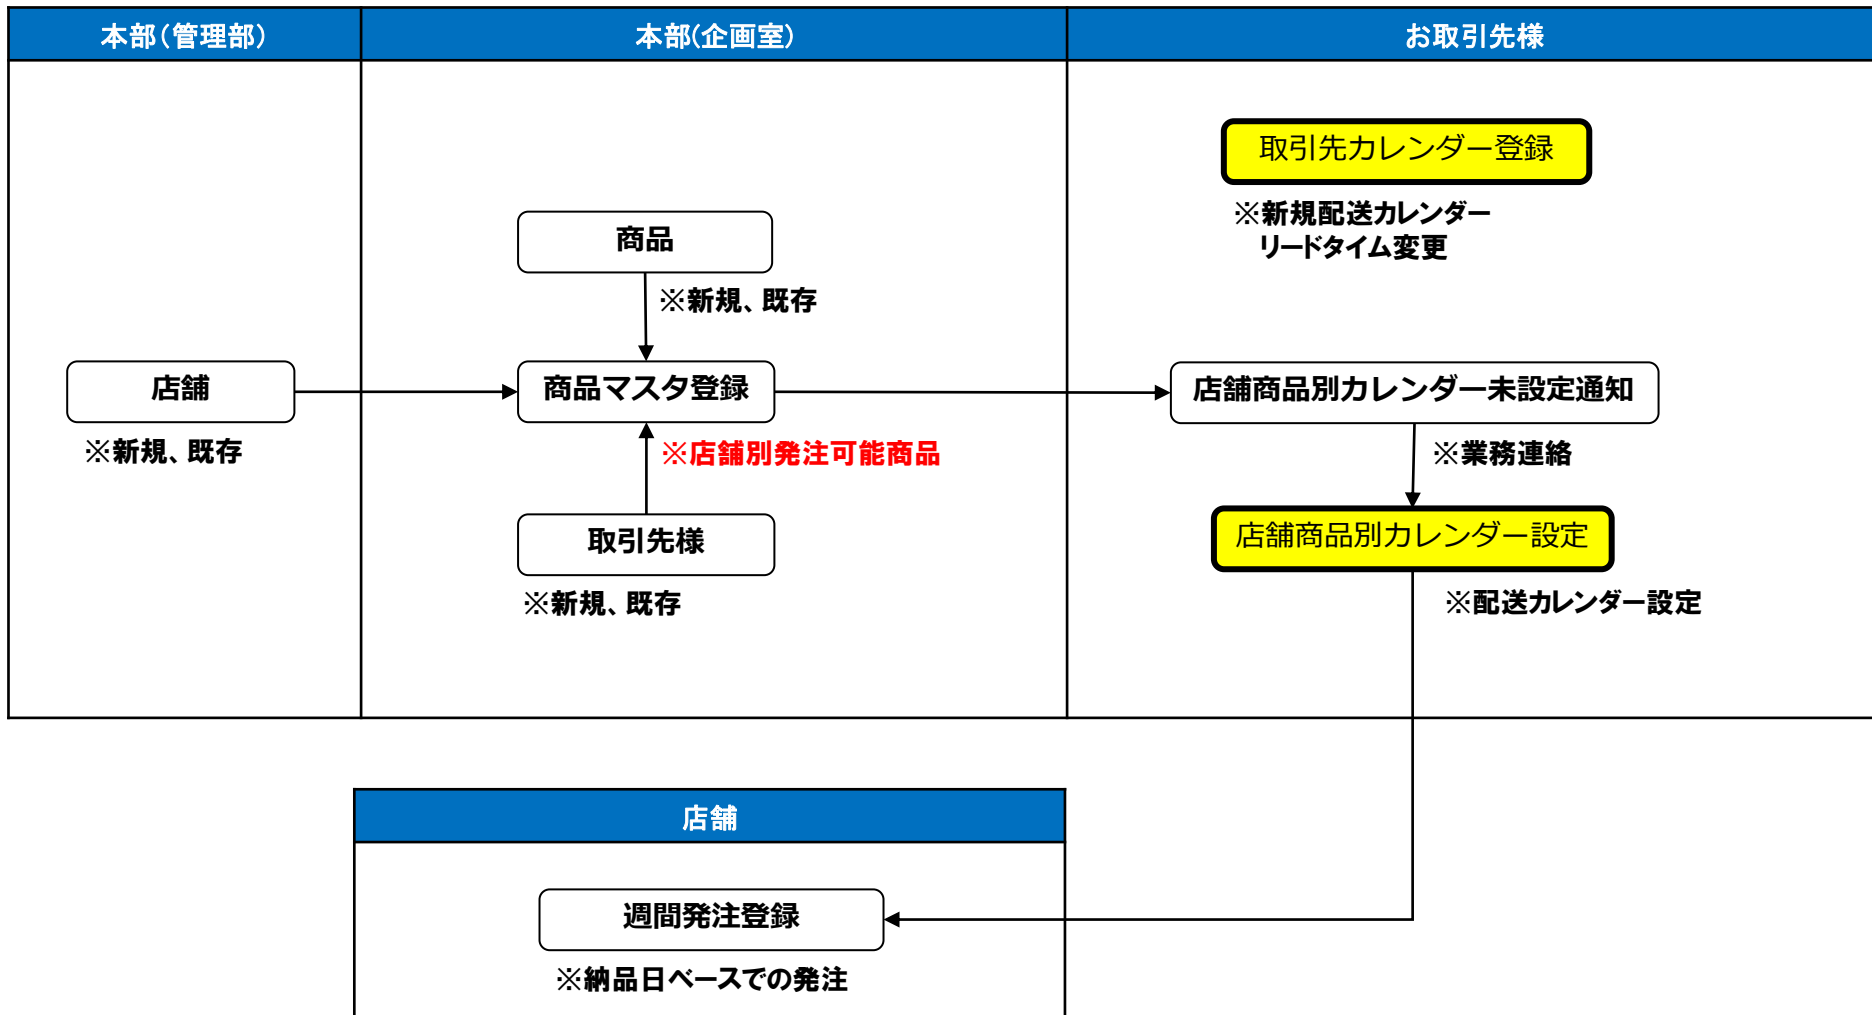 本部（管理部）
本部(企画室)
お取引先様
取引先カレンダー登録
※新規配送カレンダー
リードタイム変更
商品
※新規、既存
店舗
※新規、既存
商品マスタ登録
※店舗別発注可能商品
取引先様
※新規、既存
店舗商品別カレンダー未設定通知
※業務連絡
店舗商品別カレンダー設定
※配送カレンダー設定
店舗
週間発注登録
※納品日ベースでの発注